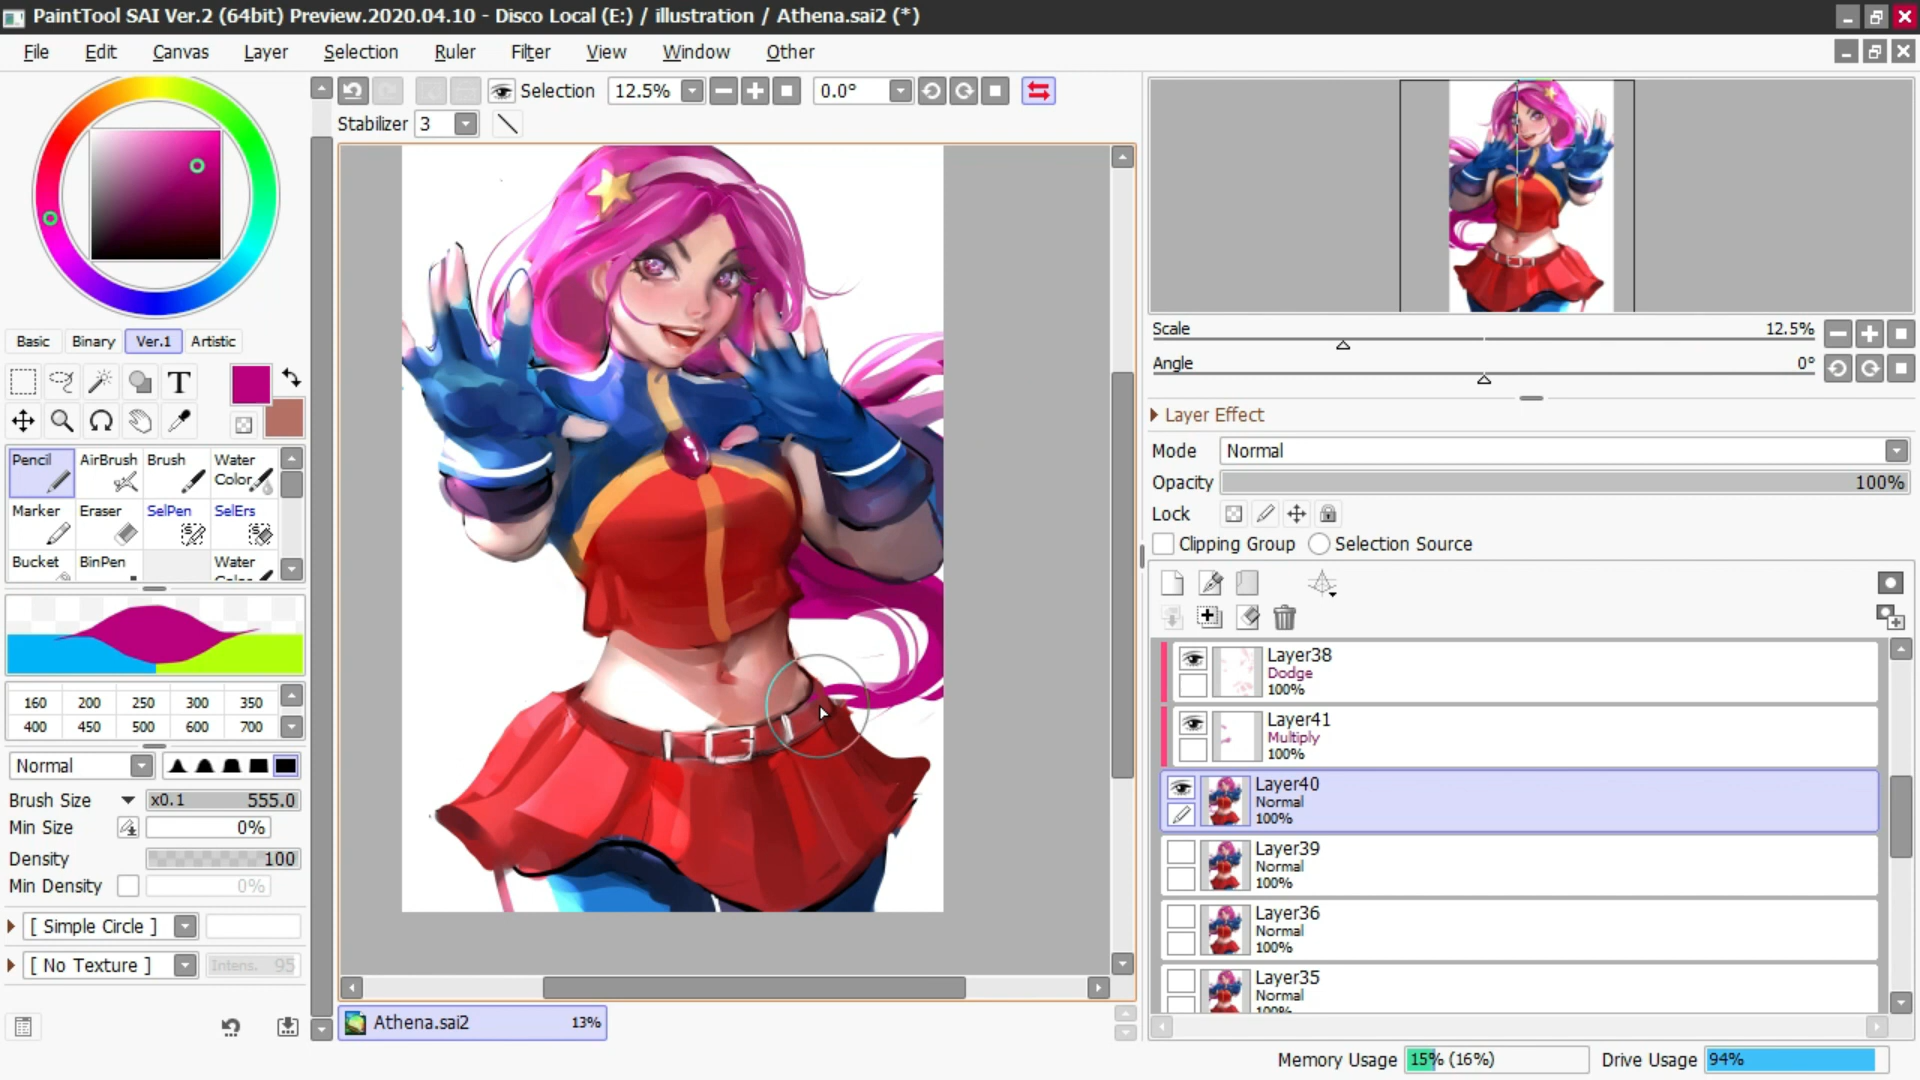 PaintTool SAI Ver.2 (64bit) Preview.2020.04.10 - Disco Local (E:) / illustration / Athena.sai2 (*)
File Edit Canvas Layer Selection Ruler Filter View Window Other
Selection 12.5% 0.0°
Stabilizer 3
Basic Binary Ver.1 Artistic
T
Pencil AirBrush Brush Water Color
Marker Eraser SelPen SelErs
Bucket BinPen Water Color
160 200 250 300 350
400 450 500 600 700
Normal
Brush Size x0.1 555.0
Min Size 0%
Density 100
Min Density 0%
[ Simple Circle ]
[ No Texture ] Intens. 95
Athena.sai2 13%
Scale 12.5%
Angle 0°
Layer Effect
Mode Normal
Opacity 100%
Lock
Clipping Group Selection Source
Layer38
Dodge
100%
Layer41
Multiply
100%
Layer40
Normal
100%
Layer39
Normal
100%
Layer36
Normal
100%
Layer35
Normal
100%
Memory Usage 15% (16%) Drive Usage 94%